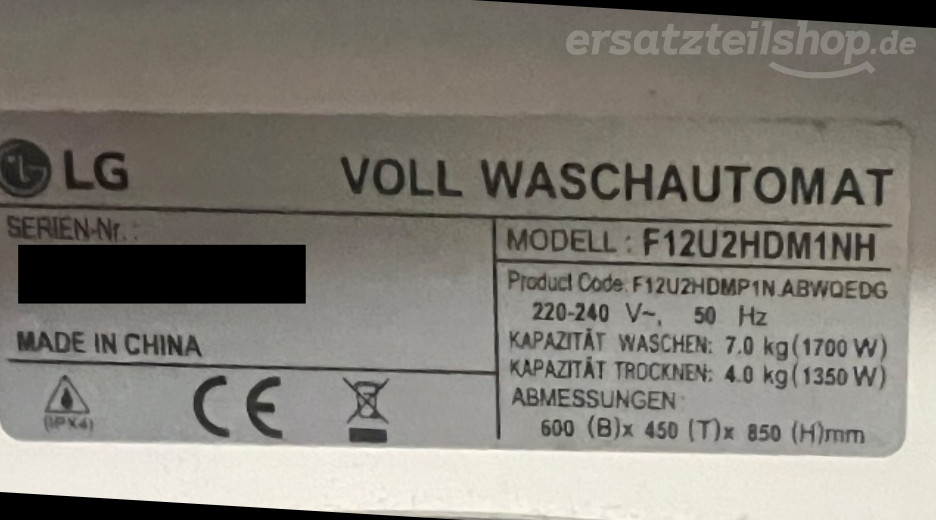 ersatzteilshop.de
LG
VOLL WASCHAUTOMAT
SERIEN-Nr. :
MADE IN CHINA
(IPX4)
CE
MODELL : F12U2HDM1NH
Product Code: F12U2HDMP1N.ABWQEDG
220-240 V~, 50 Hz
KAPAZITÄT WASCHEN: 7.0 kg(1700 W)
KAPAZITÄT TROCKNEN: 4.0 kg(1350 W)
ABMESSUNGEN
600 (B)x 450 (T)x 850 (H)mm